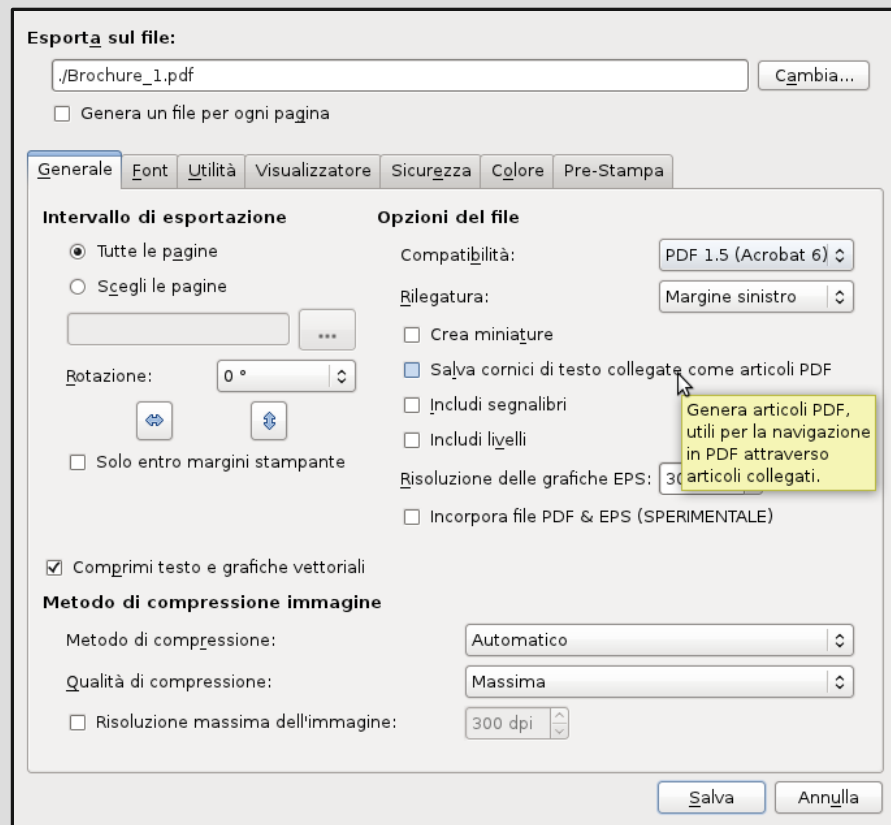 Esporta sul file:
./Brochure_1.pdf
Cambia...
Genera un file per ogni pagina
Generale Font Utilità Visualizzatore Sicurezza Colore Pre-Stampa
Intervallo di esportazione
Tutte le pagine
Scegli le pagine
...
Rotazione: 0 °
Solo entro margini stampante
Opzioni del file
Compatibilità: PDF 1.5 (Acrobat 6)
Rilegatura: Margine sinistro
Crea miniature
Salva cornici di testo collegate come articoli PDF
Includi segnalibri
Includi livelli
Genera articoli PDF,
utili per la navigazione
in PDF attraverso
articoli collegati.
Risoluzione delle grafiche EPS:
Incorpora file PDF & EPS (SPERIMENTALE)
Comprimi testo e grafiche vettoriali
Metodo di compressione immagine
Metodo di compressione: Automatico
Qualità di compressione: Massima
Risoluzione massima dell'immagine: 300 dpi
Salva Annulla